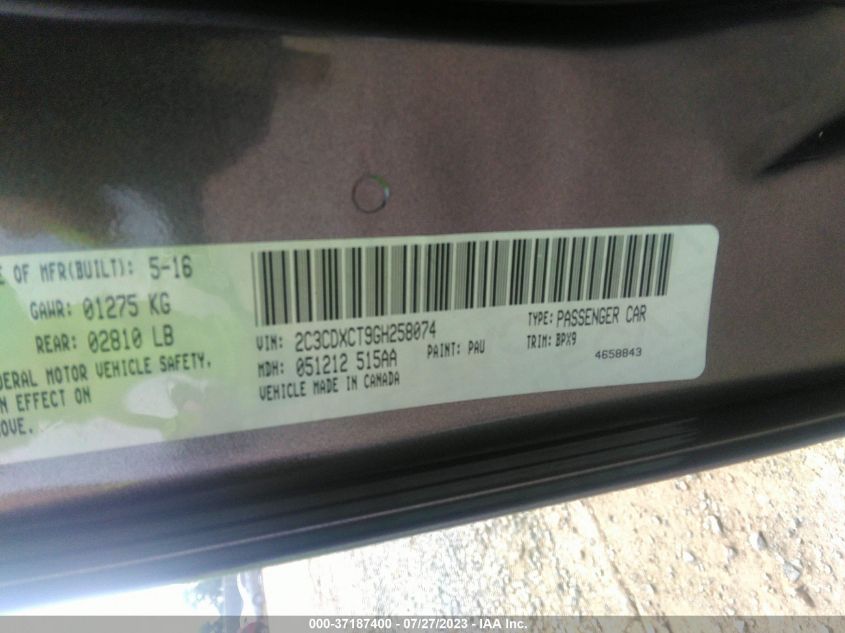 E OF MFR(BUILT): 5-16
GAWR: 01275 KG
REAR: 02810 LB
DERAL MOTOR VEHICLE SAFETY,
N EFFECT ON
OVE.
VIN: 2C3CDXCT9GH258074
TYPE: PASSENGER CAR
MDH: 051212 515AA
PAINT: PAU
TRIM: BPX9
VEHICLE MADE IN CANADA
4658843
000-37187400 - 07/27/2023 - IAA Inc.